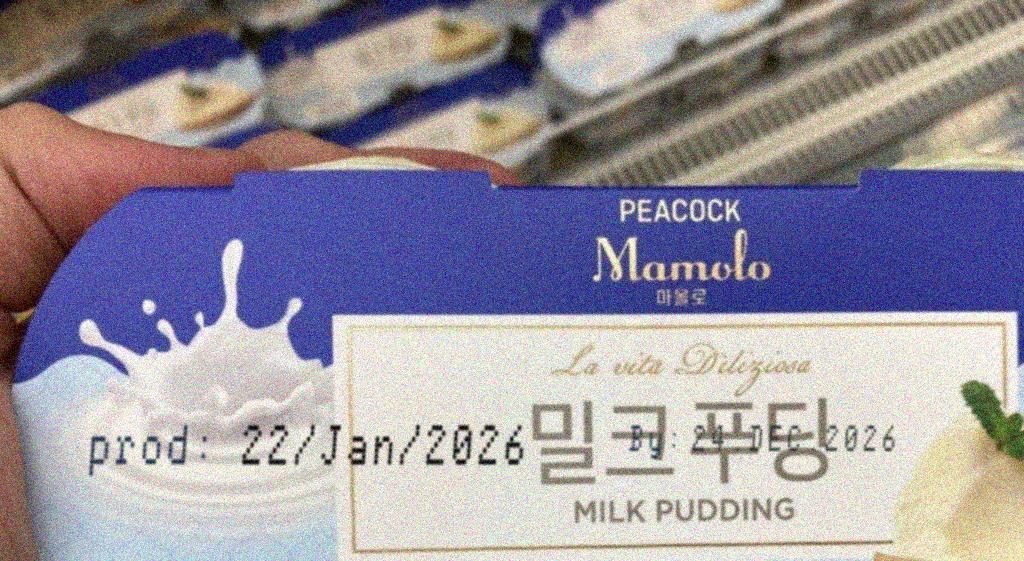 PEACOCK
Mamolo
마몰로
La vita Diliziosa
prod: 22/Jan/2026
밀크푸딩
By: 24 DEC 2026
MILK PUDDING